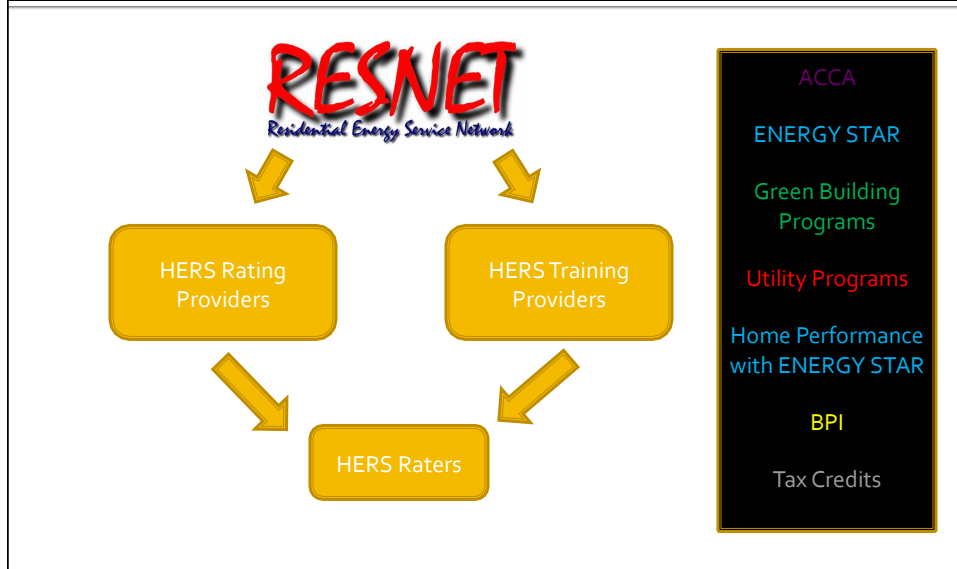 RESNET
Residential Energy Service Network
HERS Rating
Providers
HERS Training
Providers
HERS Raters
ACCA
ENERGY STAR
Green Building
Programs
Utility Programs
Home Performance
with ENERGY STAR
BPI
Tax Credits